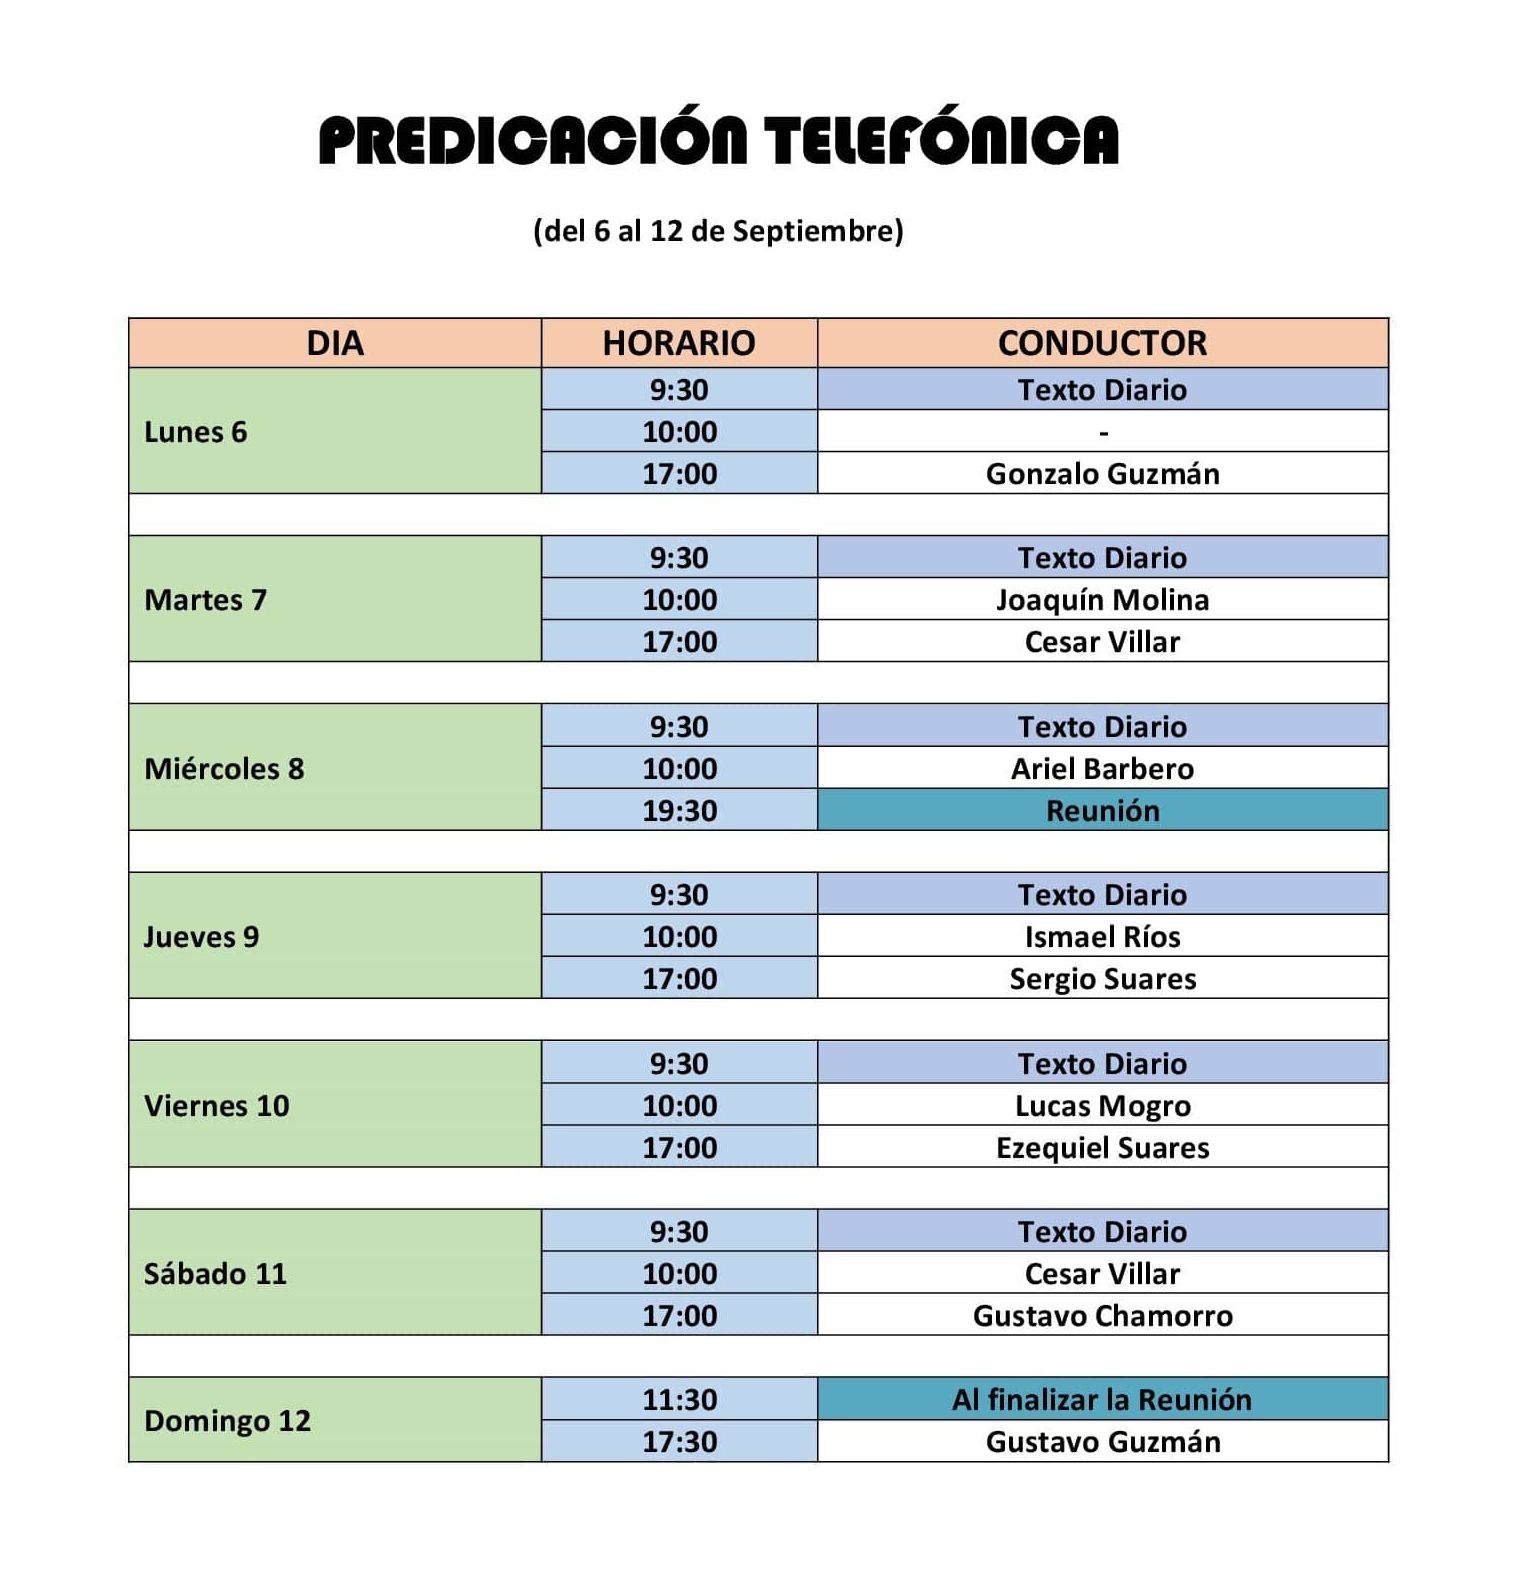 PREDICACIÓN TELEFÓNICA
(del 6 al 12 de Septiembre)
DIA HORARIO CONDUCTOR
Lunes 6
9:30 Texto Diario
10:00 -
17:00 Gonzalo Guzmán
Martes 7
9:30 Texto Diario
10:00 Joaquín Molina
17:00 Cesar Villar
Miércoles 8
9:30 Texto Diario
10:00 Ariel Barbero
19:30 Reunión
Jueves 9
9:30 Texto Diario
10:00 Ismael Ríos
17:00 Sergio Suares
Viernes 10
9:30 Texto Diario
10:00 Lucas Mogro
17:00 Ezequiel Suares
Sábado 11
9:30 Texto Diario
10:00 Cesar Villar
17:00 Gustavo Chamorro
Domingo 12
11:30 Al finalizar la Reunión
17:30 Gustavo Guzmán